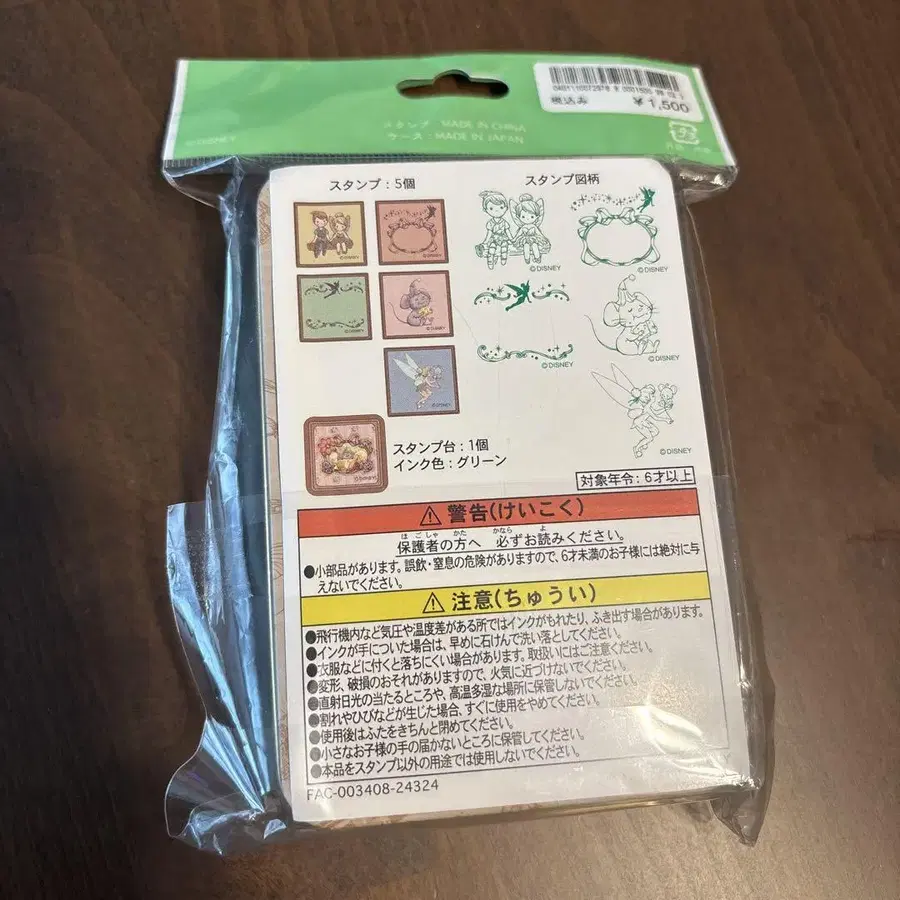 税込み ¥1,500
スタンプ：MADE IN CHINA
ケース：MADE IN JAPAN
©DISNEY
スタンプ：5個
スタンプ図柄
©DISNEY
©DISNEY
©DISNEY
©DISNEY
©DISNEY
©DISNEY
©DISNEY
©DISNEY
©DISNEY
スタンプ台：1個
インク色：グリーン
©DISNEY
対象年令：6才以上
警告(けいこく)
ほごしゃ かた かなら よ
保護者の方へ 必ずお読みください。
●小部品があります。誤飲・窒息の危険がありますので、6才未満のお子様には絶対に与
えないでください。
注意(ちゅうい)
●飛行機内など気圧や温度差がある所ではインクがもれたり、ふき出す場合があります。
●インクが手についた場合は、早めに石けんで洗い落としてください。
●衣服などに付くと落ちにくい場合があります。取扱いにはご注意ください。
●変形、破損のおそれがありますので、火気に近づけないでください。
●直射日光の当たるところや、高温多湿な場所に保管しないでください。
●割れやひびなどが生じた場合、すぐに使用をやめてください。
●使用後はふたをきちんと閉めてください。
●小さなお子様の手の届かないところに保管してください。
●本品をスタンプ以外の用途では使用しないでください。
FAC-003408-24324